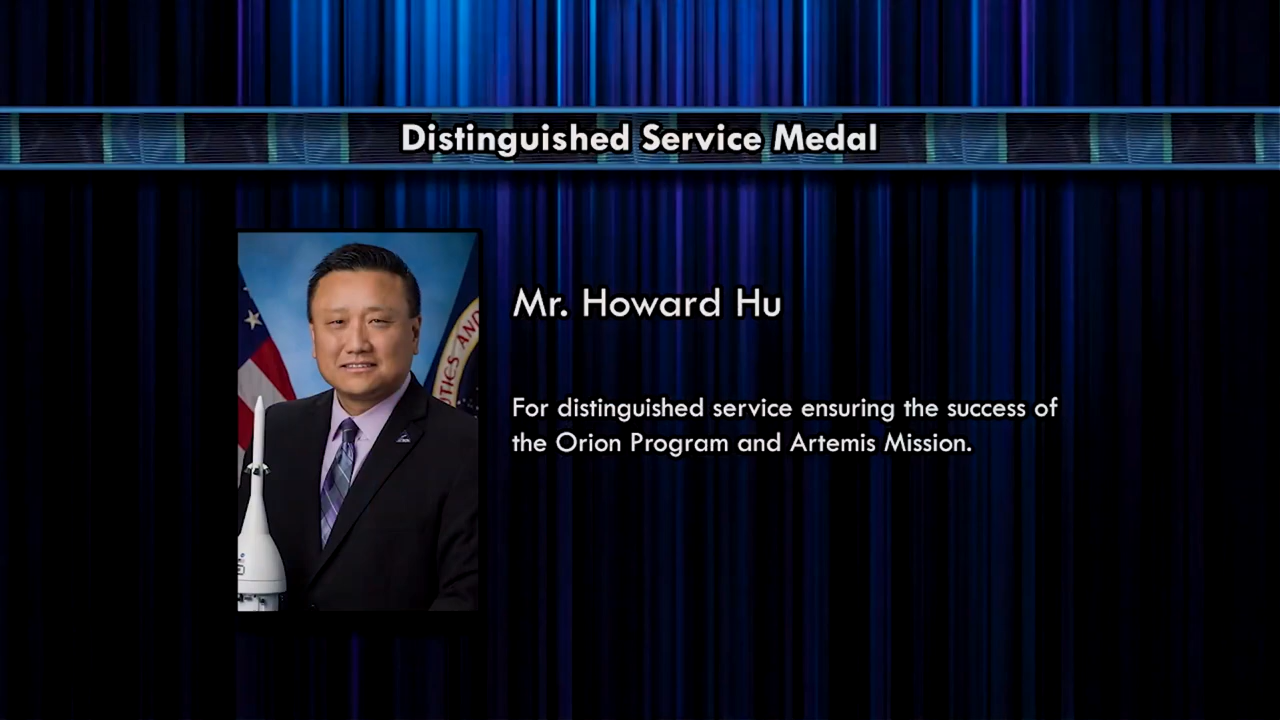 Distinguished Service Medal
Mr. Howard Hu
For distinguished service ensuring the success of
the Orion Program and Artemis Mission.